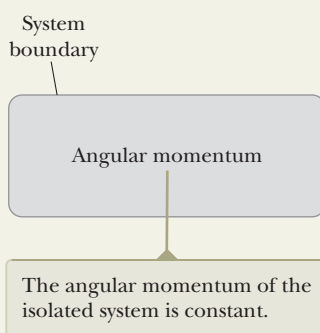 System
boundary
Angular momentum
The angular momentum of the
isolated system is constant.